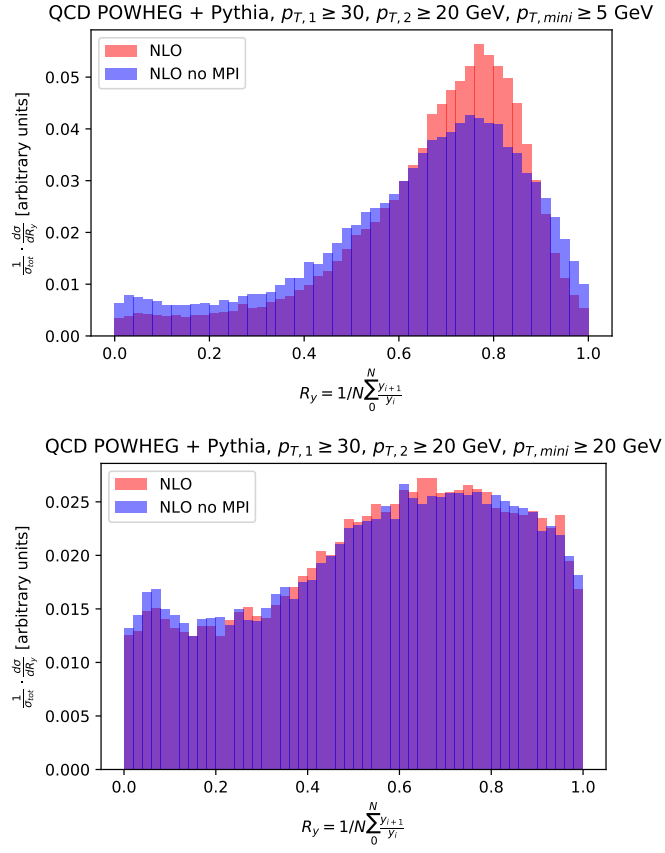 QCD POWHEG + Pythia, p_{T,1} ≥ 30, p_{T,2} ≥ 20 GeV, p_{T,mini} ≥ 5 GeV
NLO
NLO no MPI
0.05
0.04
0.03
0.02
0.01
0.00
1/σ_{tot} · dσ/dR_y [arbitrary units]
0.0 0.2 0.4 0.6 0.8 1.0
R_y = 1/N∑_0^N y_{i+1}/y_i
QCD POWHEG + Pythia, p_{T,1} ≥ 30, p_{T,2} ≥ 20 GeV, p_{T,mini} ≥ 20 GeV
NLO
NLO no MPI
0.025
0.020
0.015
0.010
0.005
0.000
1/σ_{tot} · dσ/dR_y [arbitrary units]
0.0 0.2 0.4 0.6 0.8 1.0
R_y = 1/N∑_0^N y_{i+1}/y_i